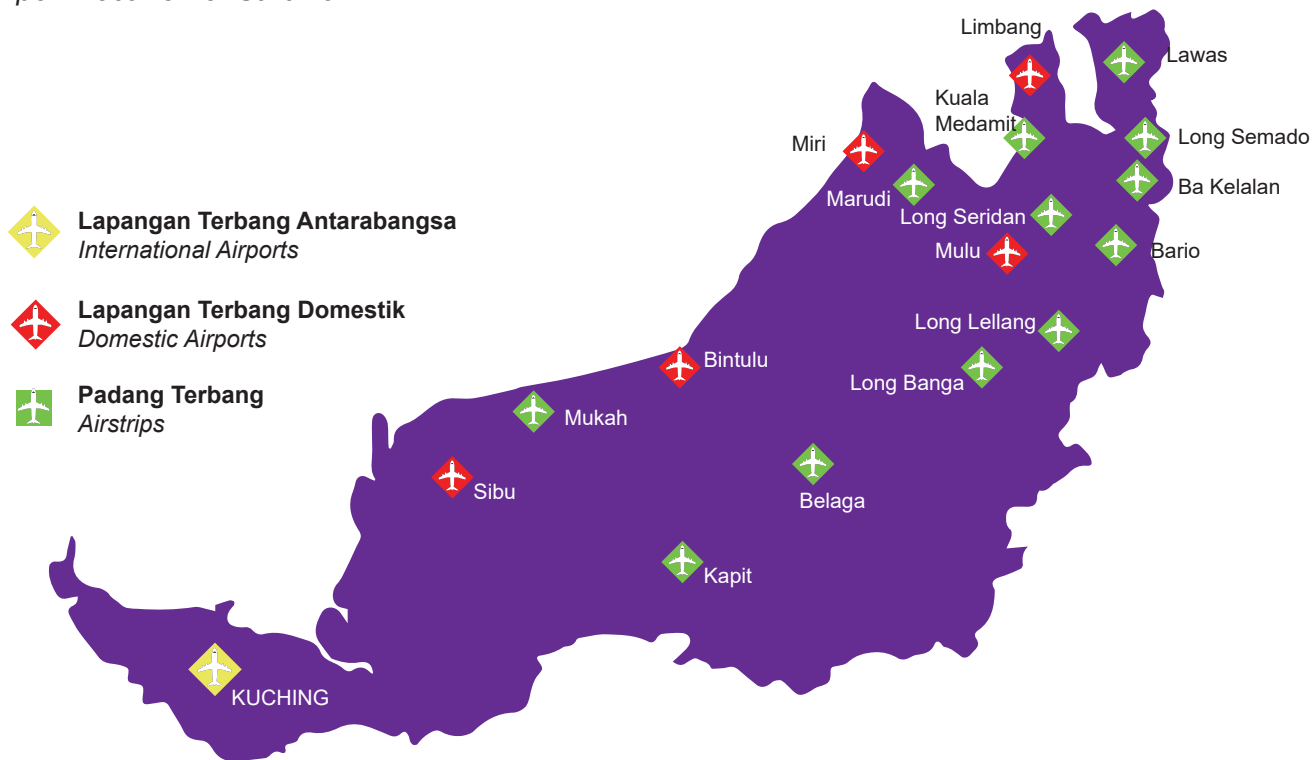 Limbang
Lawas
Kuala
Medamit
Long Semado
Miri
Ba Kelalan
Marudi
Long Seridan
Mulu
Bario
Lapangan Terbang Antarabangsa
International Airports
Lapangan Terbang Domestik
Domestic Airports
Padang Terbang
Airstrips
Long Lellang
Bintulu
Long Banga
Mukah
Sibu
Belaga
Kapit
KUCHING